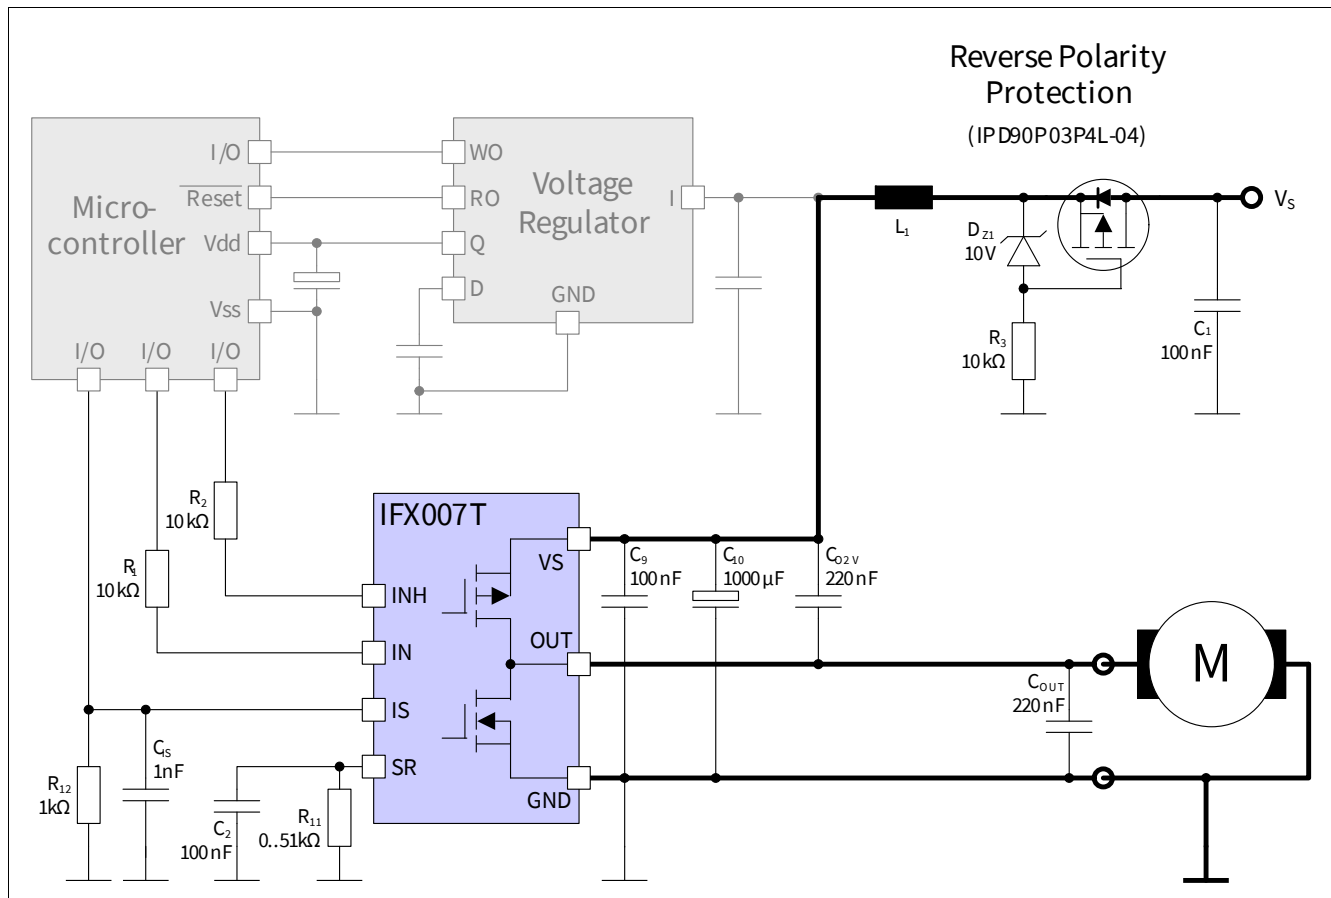 Reverse Polarity
Protection
(IPD90P03P4L-04)
Micro-
controller
I/O
Reset
Vdd
Vss
I/O
I/O
I/O
Voltage
Regulator
WO
RO
Q
D
GND
I
L1
DZ1
10V
R3
10kΩ
C1
100nF
VS
R2
10kΩ
R1
10kΩ
R12
1kΩ
CIS
1nF
C2
100nF
R11
0..51kΩ
IFX007T
INH
IN
IS
SR
VS
OUT
GND
C9
100nF
C10
1000µF
CO2V
220nF
COUT
220nF
M